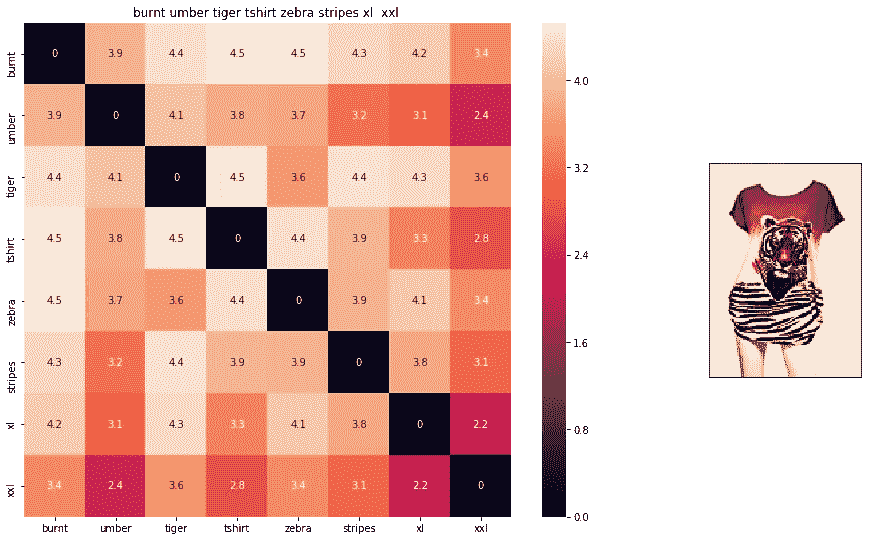 burnt umber tiger tshirt zebra stripes xl xxl
burnt 0 3.9 4.4 4.5 4.5 4.3 4.2 3.4
umber 3.9 0 4.1 3.8 3.7 3.2 3.1 2.4
tiger 4.4 4.1 0 4.5 3.6 4.4 4.3 3.6
tshirt 4.5 3.8 4.5 0 4.4 3.9 3.3 2.8
zebra 4.5 3.7 3.6 4.4 0 3.9 4.1 3.4
stripes 4.3 3.2 4.4 3.9 3.9 0 3.8 3.1
xl 4.2 3.1 4.3 3.3 4.1 3.8 0 2.2
xxl 3.4 2.4 3.6 2.8 3.4 3.1 2.2 0
burnt umber tiger tshirt zebra stripes xl xxl
4.0
3.2
2.4
1.6
0.8
0.0